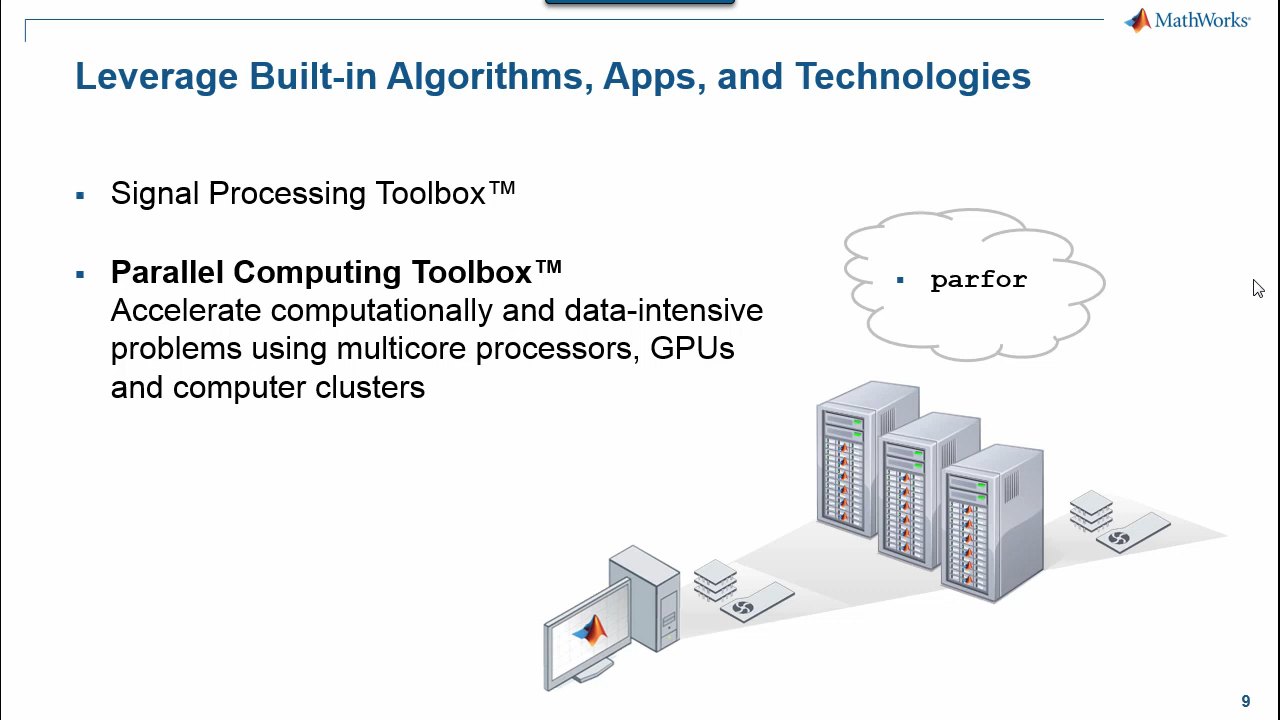 MathWorks®
Leverage Built-in Algorithms, Apps, and Technologies
▪ Signal Processing Toolbox™
▪ Parallel Computing Toolbox™
Accelerate computationally and data-intensive
problems using multicore processors, GPUs
and computer clusters
▪ parfor
9